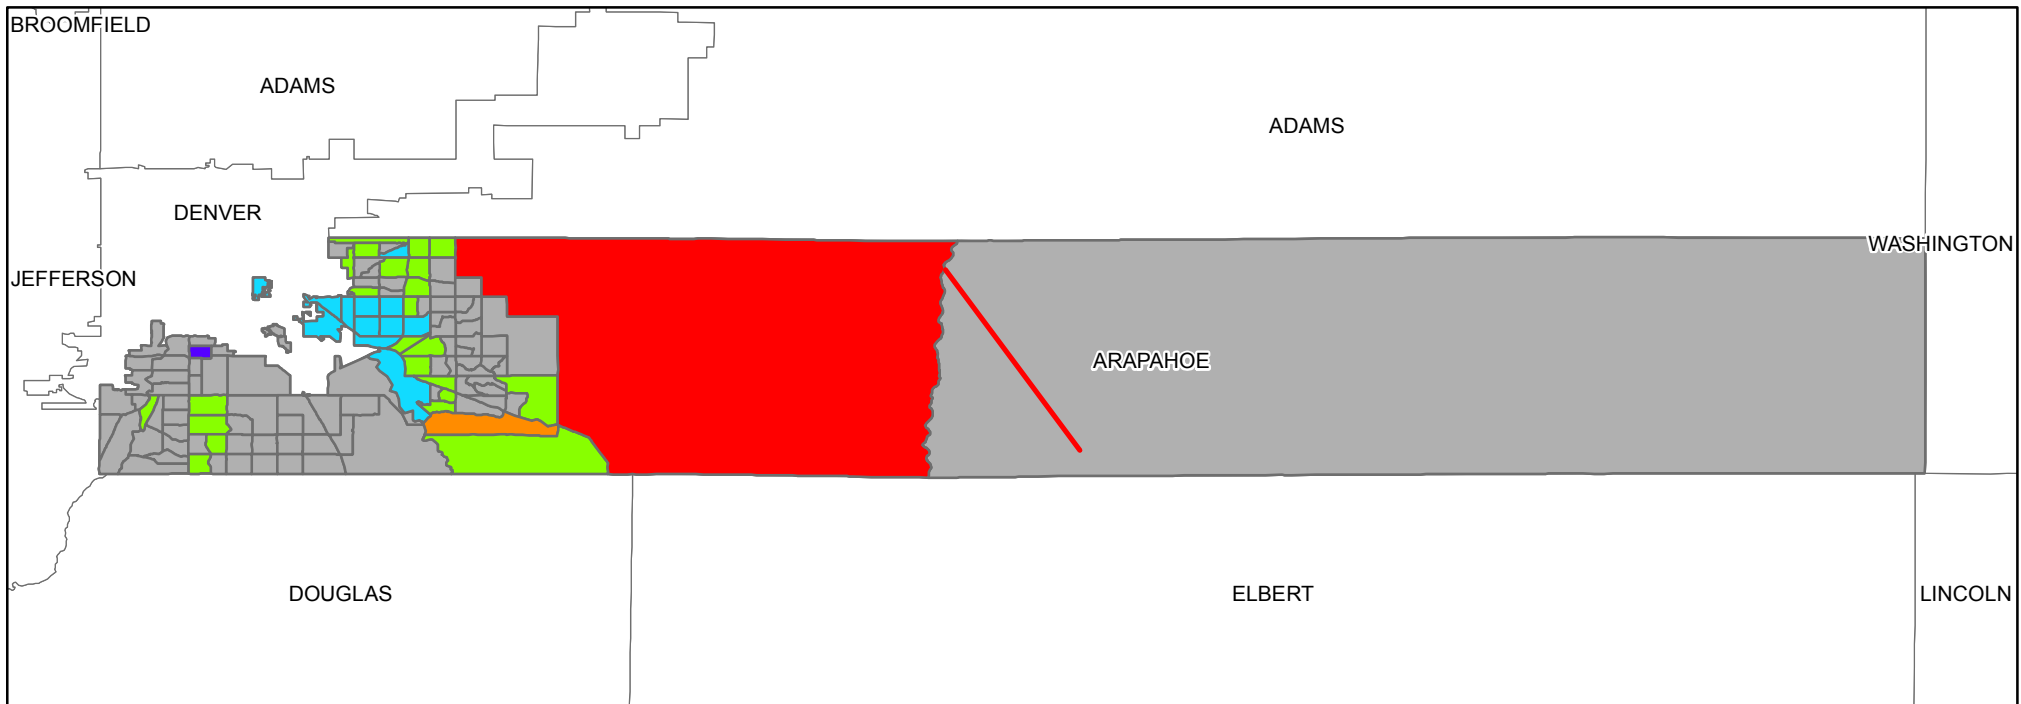 BROOMFIELD
ADAMS
ADAMS
DENVER
WASHINGTON
JEFFERSON
ARAPAHOE
DOUGLAS
ELBERT
LINCOLN